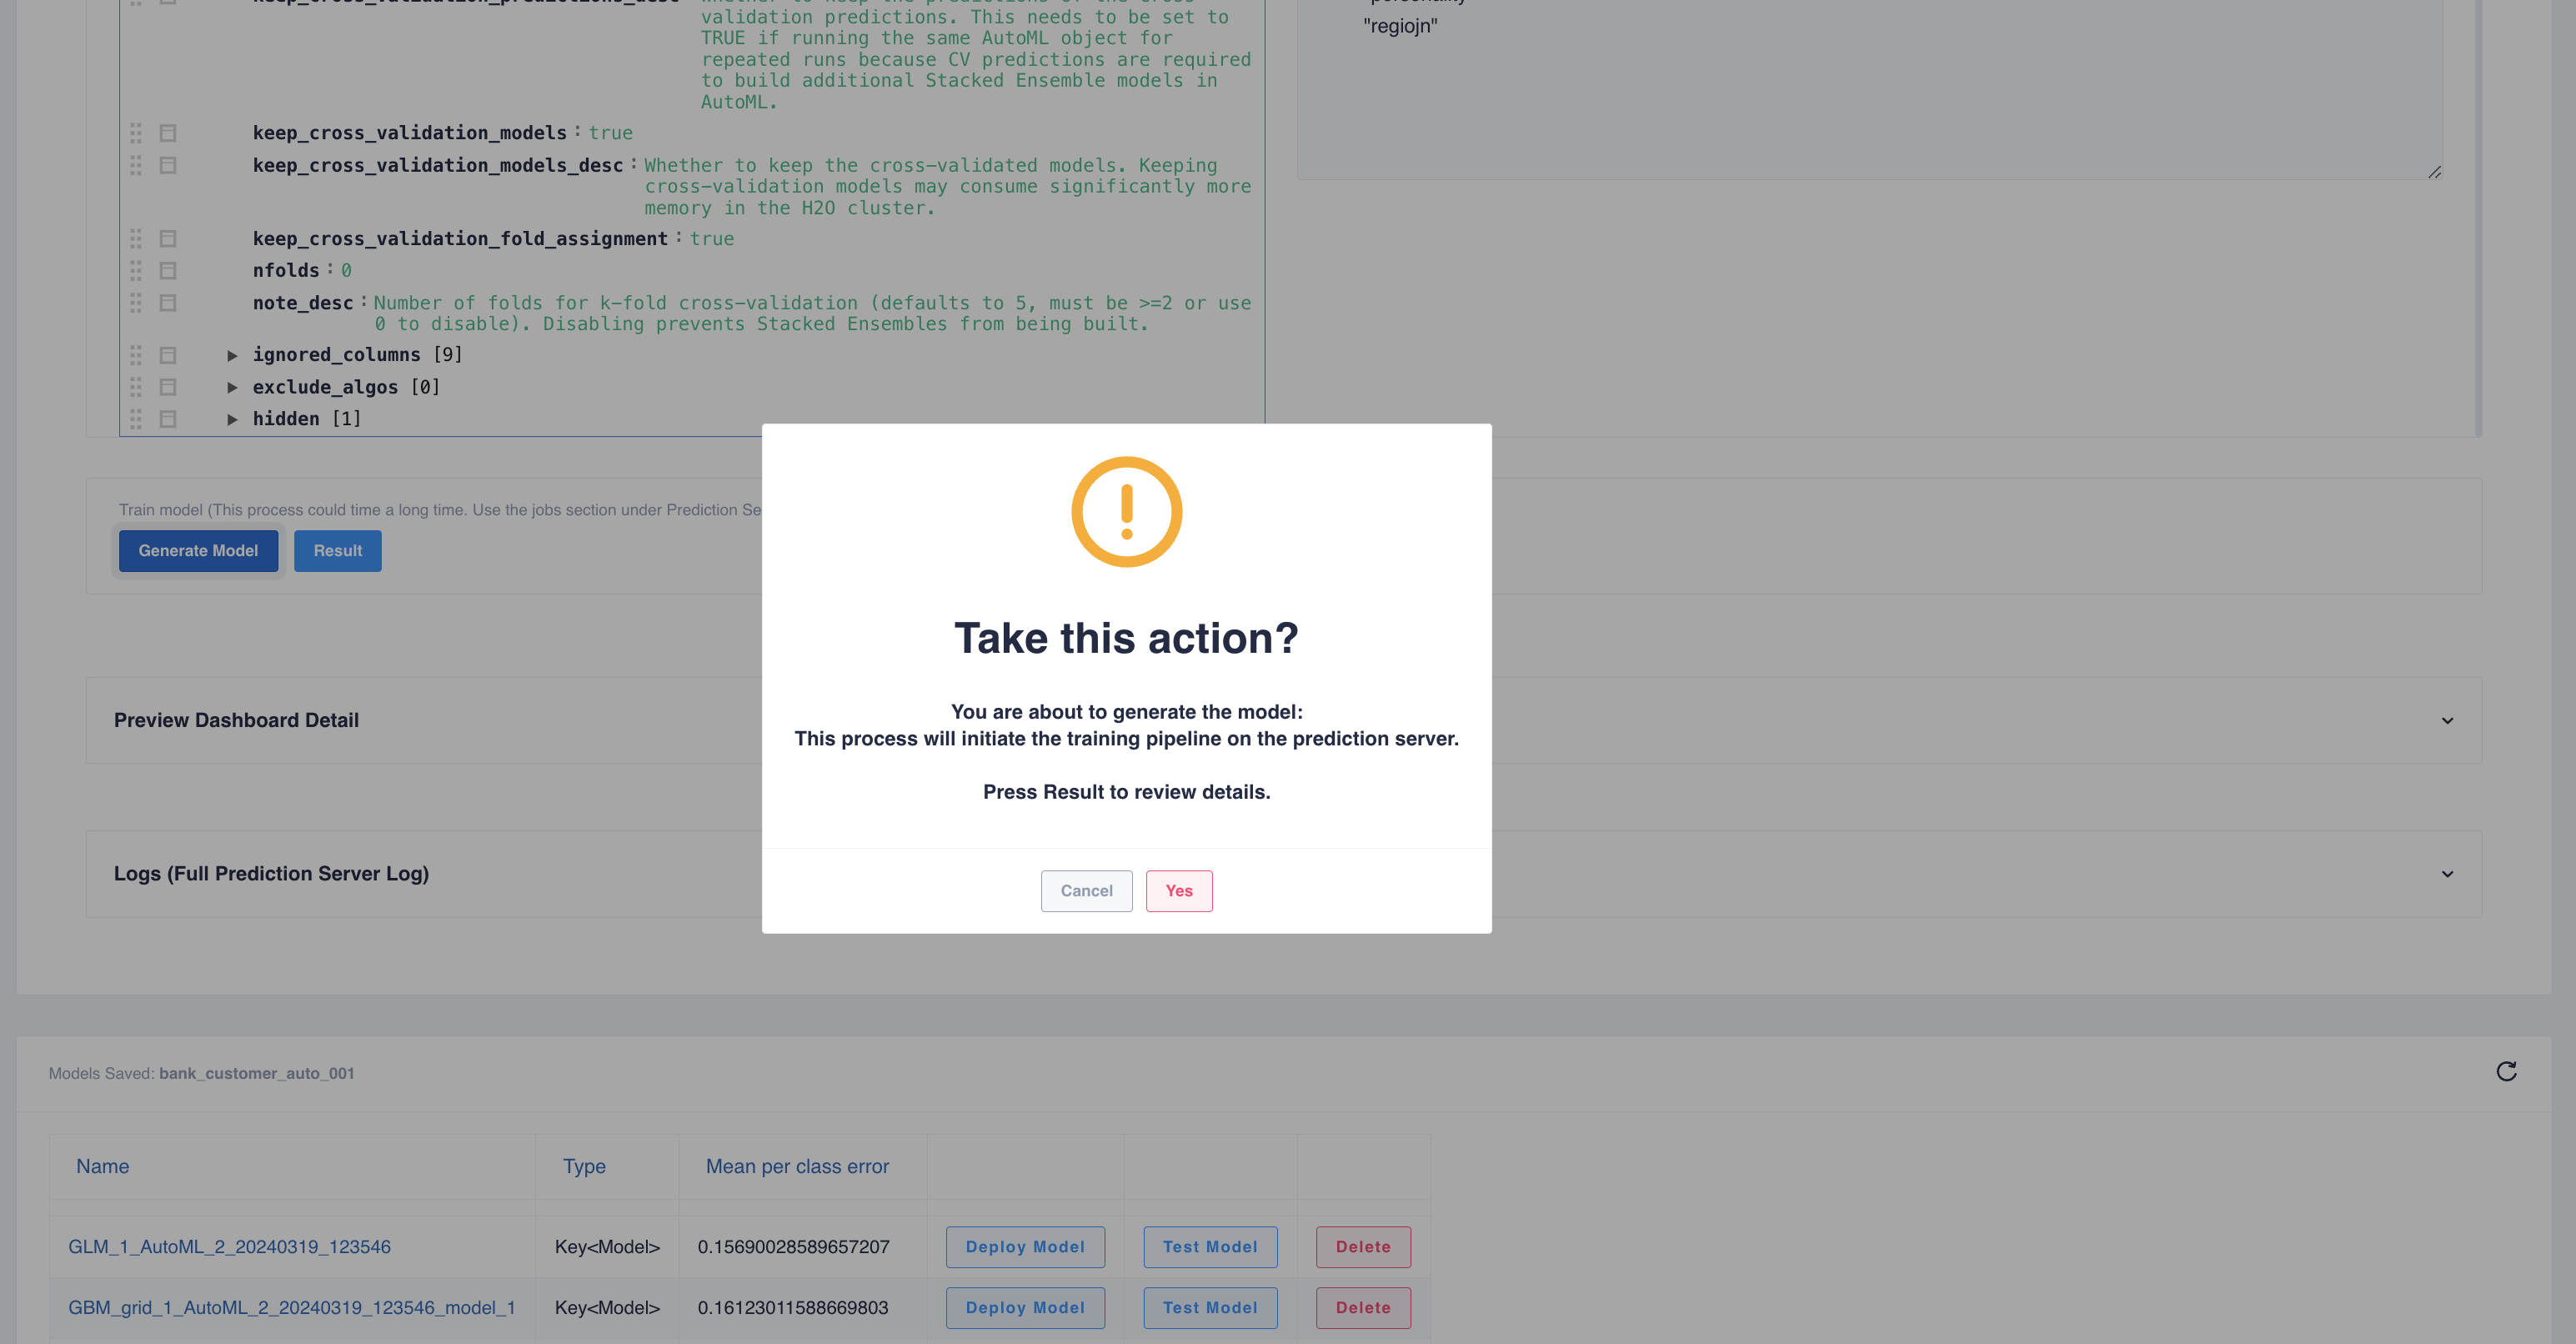 validation predictions. This needs to be set to
TRUE if running the same AutoML object for
repeated runs because CV predictions are required
to build additional Stacked Ensemble models in
AutoML.
"regiojn"
keep_cross_validation_models : true
keep_cross_validation_models_desc : Whether to keep the cross-validated models. Keeping
cross-validation models may consume significantly more
memory in the H2O cluster.
keep_cross_validation_fold_assignment : true
nfolds : 0
note_desc : Number of folds for k-fold cross-validation (defaults to 5, must be >=2 or use
0 to disable). Disabling prevents Stacked Ensembles from being built.
ignored_columns [9]
exclude_algos [0]
hidden [1]
Train model (This process could time a long time. Use the jobs section under Prediction Se
Generate Model Result
Take this action?
You are about to generate the model:
This process will initiate the training pipeline on the prediction server.
Press Result to review details.
Cancel Yes
Preview Dashboard Detail
Logs (Full Prediction Server Log)
Models Saved: bank_customer_auto_001
Name Type Mean per class error
GLM_1_AutoML_2_20240319_123546 Key<Model> 0.15690028589657207 Deploy Model Test Model Delete
GBM_grid_1_AutoML_2_20240319_123546_model_1 Key<Model> 0.16123011588669803 Deploy Model Test Model Delete